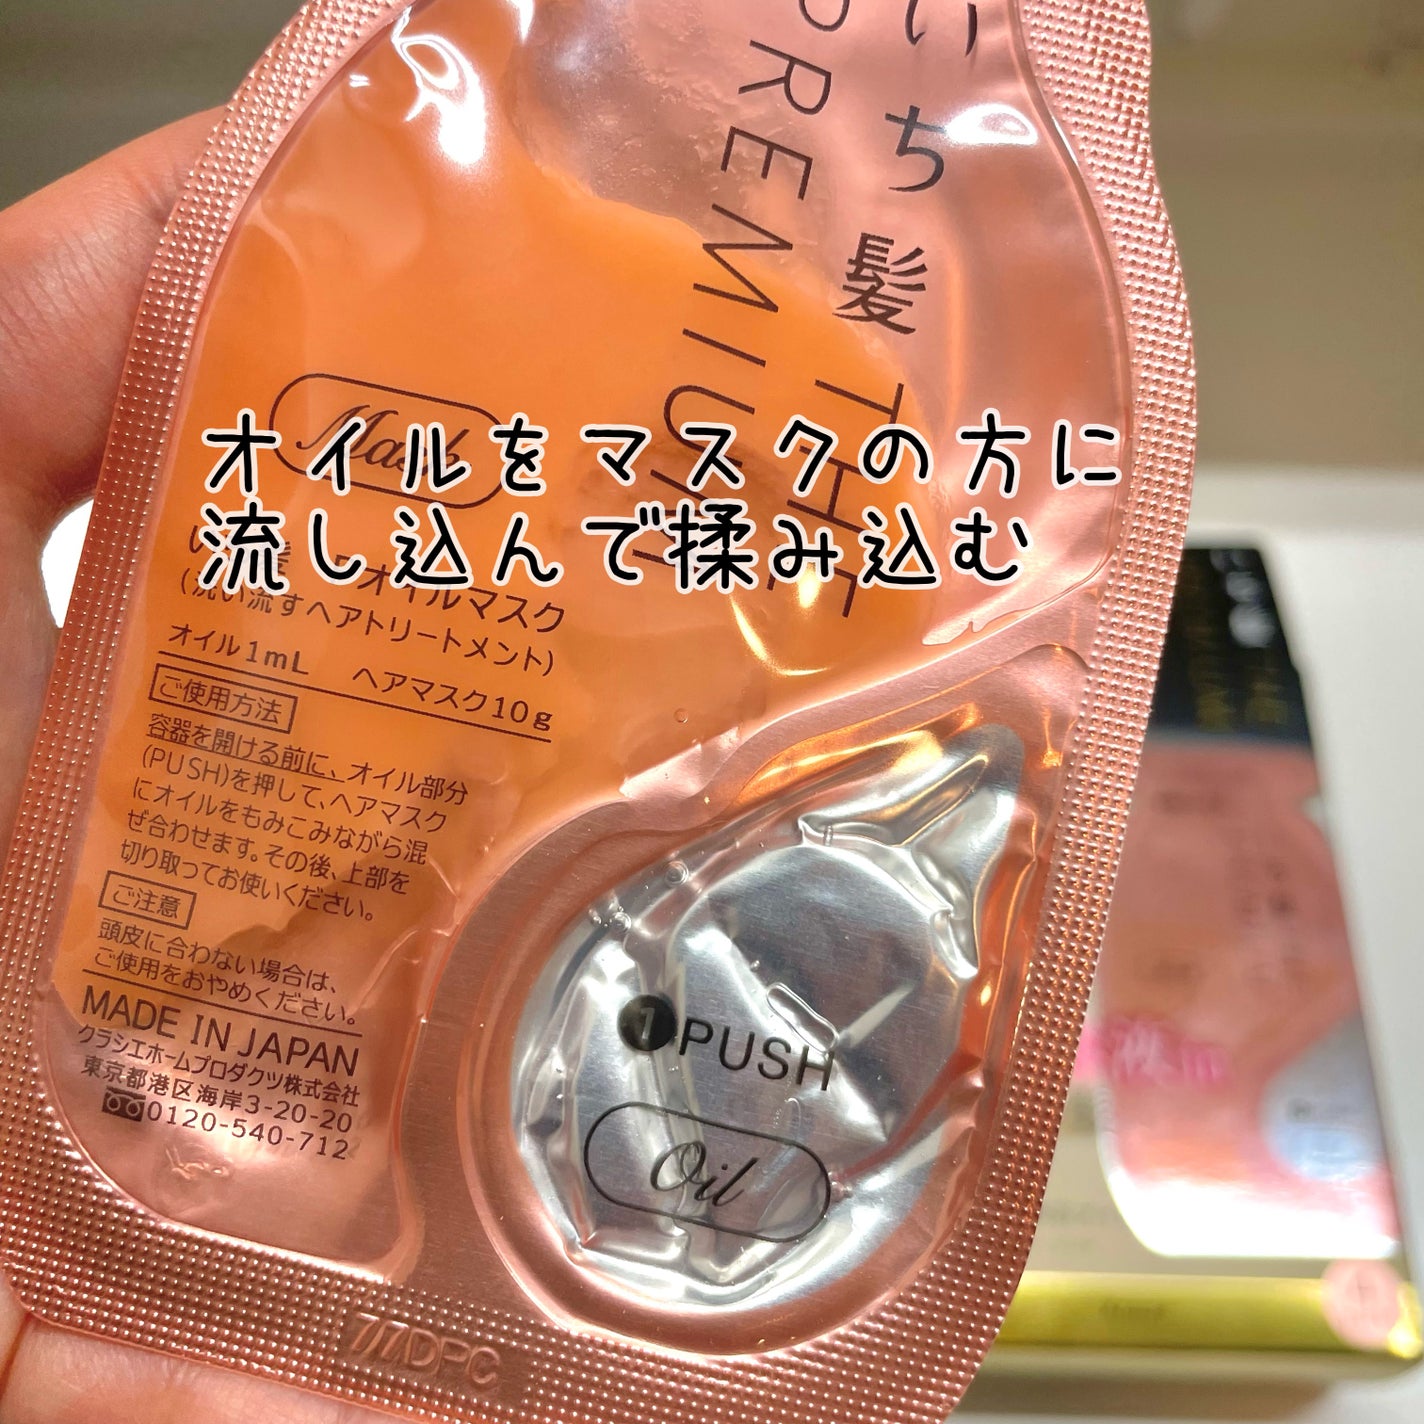 いち髪 THE
PREMIUM
Mask
オイルをマスクの方に
流し込んで揉み込む
オイルマスク
(洗い流すヘアトリートメント)
オイル1mL ヘアマスク10g
ご使用方法
容器を開ける前に、オイル部分
(PUSH)を押して、ヘアマスク
にオイルをもみこみながら混
ぜ合わせます。その後、上部を
切り取ってお使いください。
ご注意
頭皮に合わない場合は、
ご使用をおやめください。
MADE IN JAPAN
クラシエホームプロダクツ株式会社
東京都港区海岸3-20-20
0120-540-712
1 PUSH
Oil